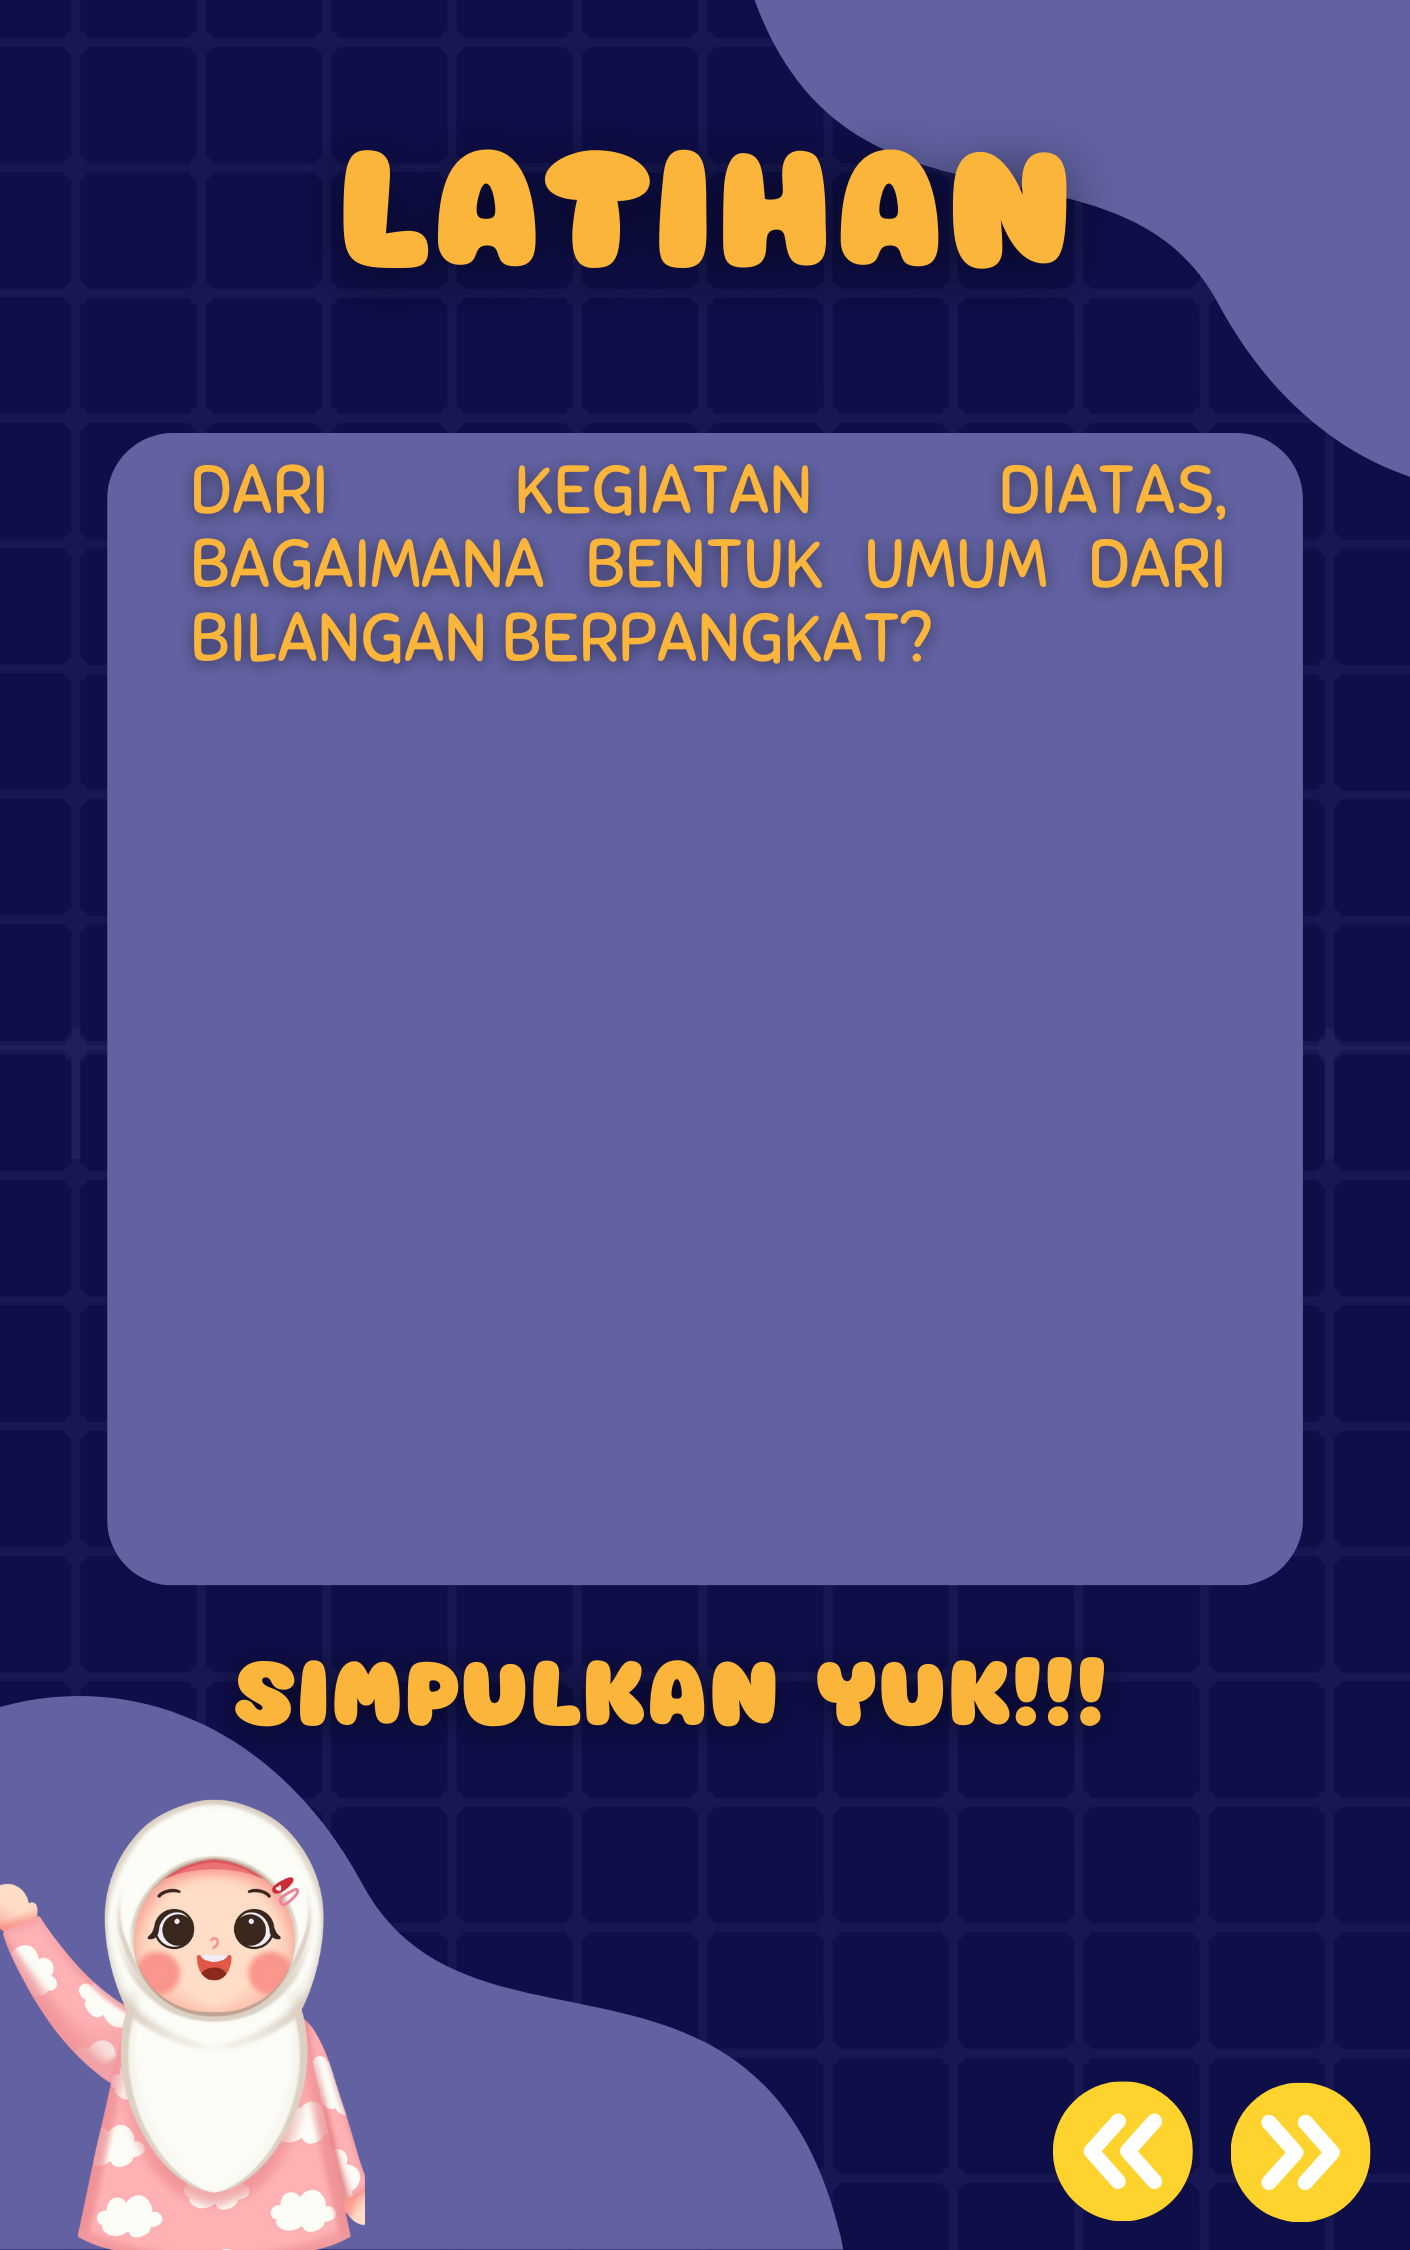 LATIHAN
DARI KEGIATAN DIATAS,
BAGAIMANA BENTUK UMUM DARI
BILANGAN BERPANGKAT?
SIMPULKAN YUK!!!